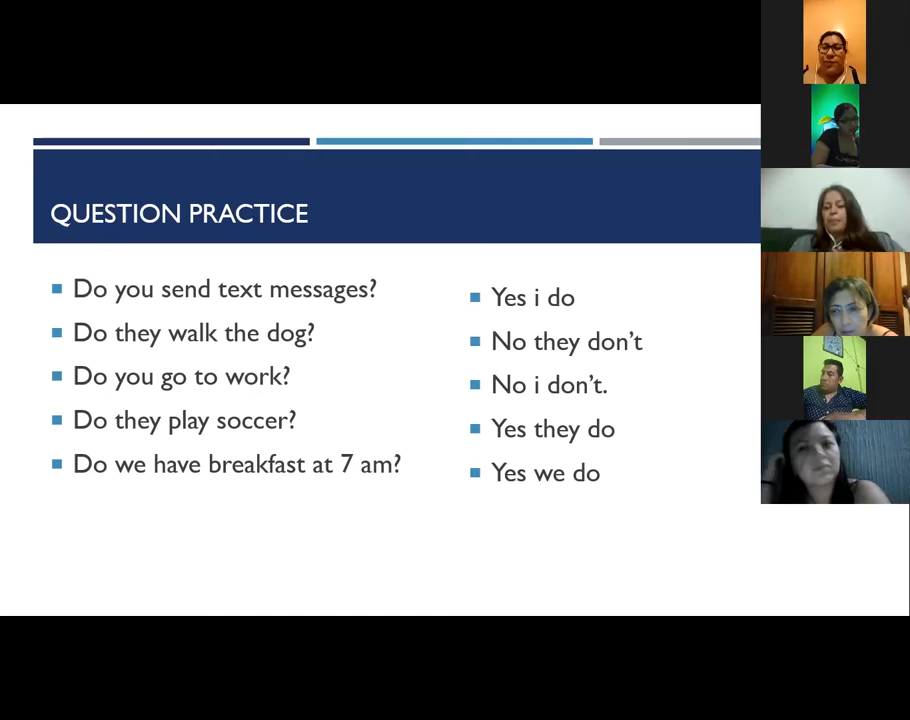 QUESTION PRACTICE
Do you send text messages?
Do they walk the dog?
Do you go to work?
Do they play soccer?
Do we have breakfast at 7 am?
Yes i do
No they don't
No i don't.
Yes they do
Yes we do